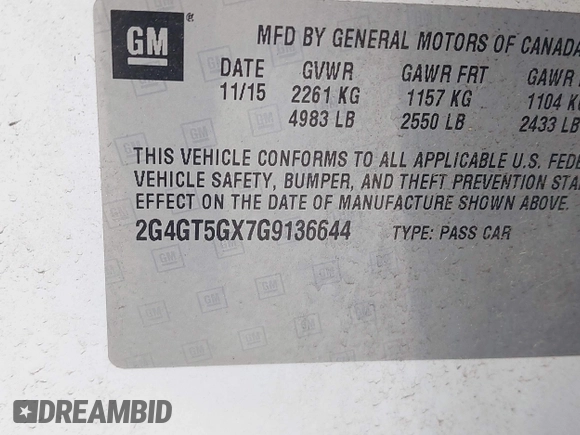 GM
MFD BY GENERAL MOTORS OF CANADA
DATE GVWR GAWR FRT GAWR
11/15 2261 KG 1157 KG 1104 KG
4983 LB 2550 LB 2433 LB
THIS VEHICLE CONFORMS TO ALL APPLICABLE U.S. FEDE
VEHICLE SAFETY, BUMPER, AND THEFT PREVENTION STA
EFFECT ON THE DATE OF MANUFACTURE SHOWN ABOVE.
2G4GT5GX7G9136644 TYPE: PASS CAR
DREAMBID